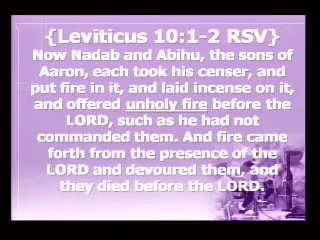 {Leviticus 10:1-2 RSV}
Now Nadab and Abihu, the sons of
Aaron, each took his censer, and
put fire in it, and laid incense on it,
and offered unholy fire before the
LORD, such as he had not
commanded them. And fire came
forth from the presence of the
LORD and devoured them, and
they died before the LORD.